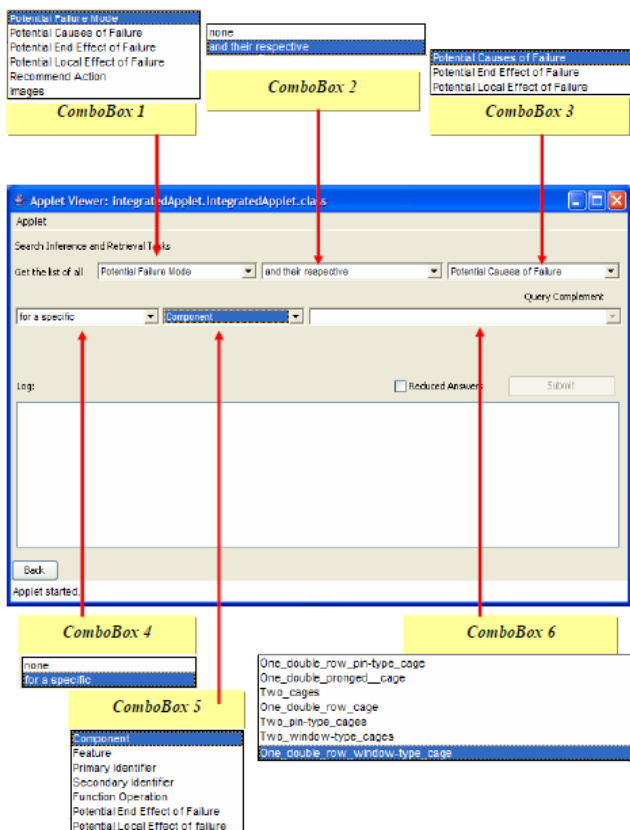 Potential Failure Mode
Potential Causes of Failure
Potential End Effect of Failure
Potential Local Effect of Failure
Recommend Action
Images
ComboBox 1
none
and their respective
ComboBox 2
Potential Causes of Failure
Potential End Effect of Failure
Potential Local Effect of Failure
ComboBox 3
Applet Viewer: integratedApplet.IntegratedApplet.class
Applet
Search Inference and Retrieval Tasks
Get the list of all Potential Failure Mode and their respective Potential Causes of Failure
Query Complement
for a specific Component
Log: Reduced Answers Submit
Back
Applet started.
ComboBox 4
none
for a specific
ComboBox 5
Component
Feature
Primary Identifier
Secondary Identifier
Function Operation
Potential End Effect of Failure
Potential Local Effect of failure
ComboBox 6
One_double_row_pin-type_cage
One_double_pronged__cage
Two_cages
One_double_row_cage
Two_pin-type_cages
Two_window-type_cages
One_double_row_window-type_cage